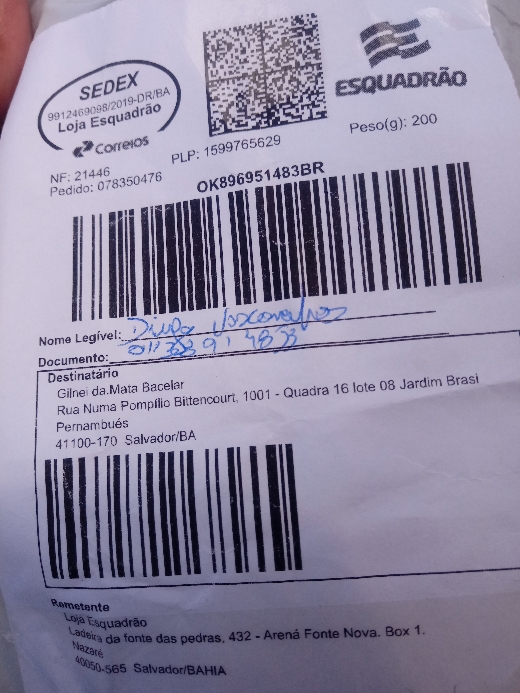 SEDEX
9912469098/2019-DR/BA
Loja Esquadrão
Correios
ESQUADRÃO
PLP: 1599765629
Peso(g): 200
NF: 21446
Pedido: 078350476
OK896951483BR
Nome Legível:
Documento:
Destinatário
Gilnei da.Mata Bacelar
Rua Numa Pompílio Bittencourt, 1001 - Quadra 16 lote 08 Jardim Brasi
Pernambués
41100-170 Salvador/BA
Remetente
Loja Esquadrão
Ladeira da fonte das pedras, 432 - Arená Fonte Nova. Box 1.
Nazaré
40050-565 Salvador/BAHIA